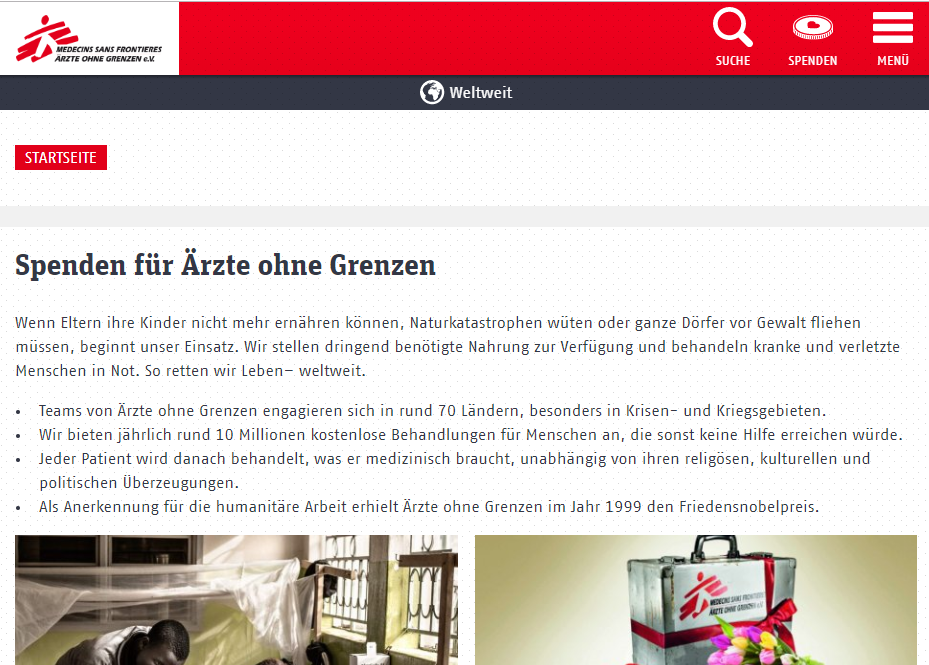 MEDECINS SANS FRONTIERES
ÄRZTE OHNE GRENZEN e.V.
SUCHE
SPENDEN
MENÜ
Weltweit
STARTSEITE
Spenden für Ärzte ohne Grenzen
Wenn Eltern ihre Kinder nicht mehr ernähren können, Naturkatastrophen wüten oder ganze Dörfer vor Gewalt fliehen
müssen, beginnt unser Einsatz. Wir stellen dringend benötigte Nahrung zur Verfügung und behandeln kranke und verletzte
Menschen in Not. So retten wir Leben– weltweit.
• Teams von Ärzte ohne Grenzen engagieren sich in rund 70 Ländern, besonders in Krisen- und Kriegsgebieten.
• Wir bieten jährlich rund 10 Millionen kostenlose Behandlungen für Menschen an, die sonst keine Hilfe erreichen würde.
• Jeder Patient wird danach behandelt, was er medizinisch braucht, unabhängig von ihren religösen, kulturellen und
politischen Überzeugungen.
• Als Anerkennung für die humanitäre Arbeit erhielt Ärzte ohne Grenzen im Jahr 1999 den Friedensnobelpreis.
MEDECINS SANS FRONTIERES
ÄRZTE OHNE GRENZEN e.V.